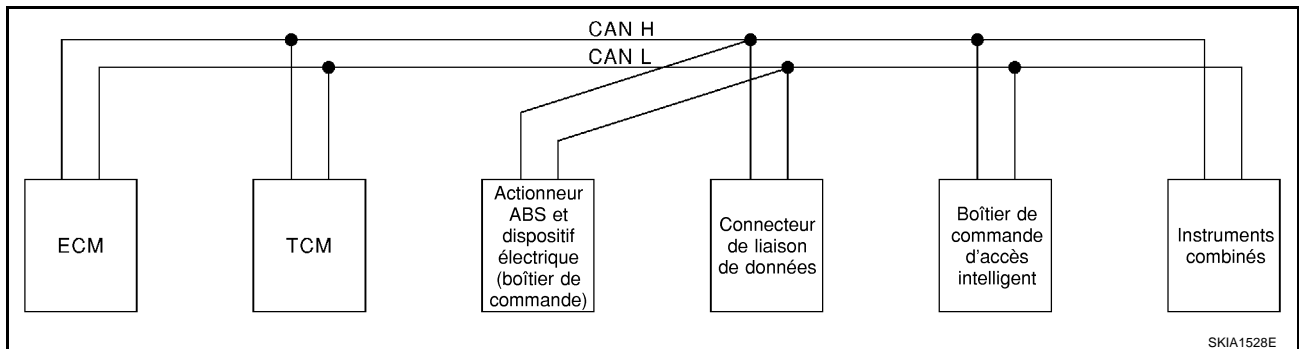 CAN H
CAN L
ECM
TCM
Actionneur
ABS et
dispositif
électrique
(boîtier de
commande)
Connecteur
de liaison
de données
Boîtier de
commande
d'accès
intelligent
Instruments
combinés
SKIA1528E